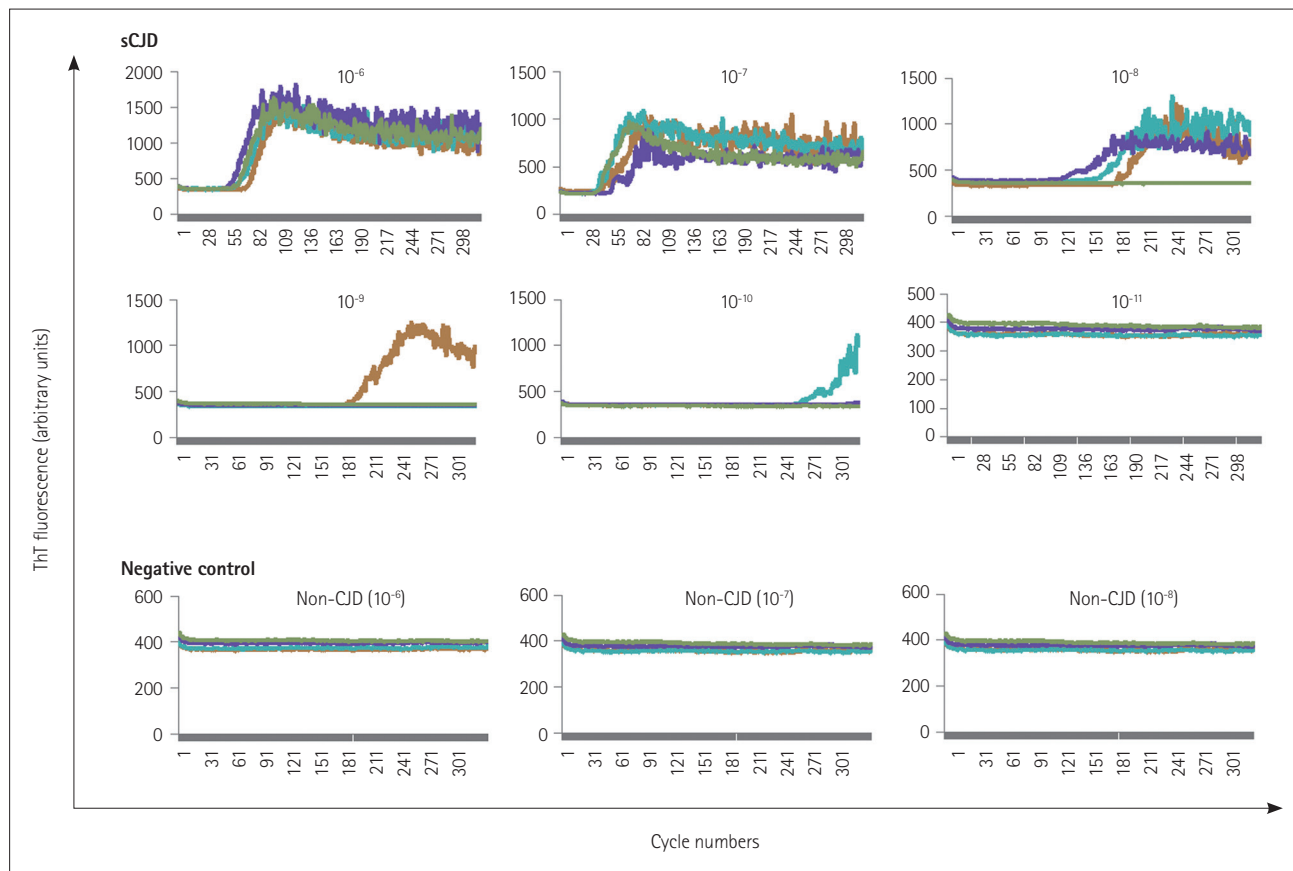 sCJD
10⁻⁶
2000
1500
1000
500
0
1 28 55 82 109 136 163 190 217 244 271 298
10⁻⁷
1500
1000
500
0
1 28 55 82 109 136 163 190 217 244 271 298
10⁻⁸
1500
1000
500
0
1 31 61 91 121 151 181 211 241 271 301
10⁻⁹
1500
1000
500
0
1 31 61 91 121 151 181 211 241 271 301
10⁻¹⁰
1500
1000
500
0
1 31 61 91 121 151 181 211 241 271 301
10⁻¹¹
500
400
300
200
100
0
1 28 55 82 109 136 163 190 217 244 271 298
ThT fluorescence (arbitrary units)
Negative control
Non-CJD (10⁻⁶)
600
400
200
0
1 31 61 91 121 151 181 211 241 271 301
Non-CJD (10⁻⁷)
600
400
200
0
1 31 61 91 121 151 181 211 241 271 301
Non-CJD (10⁻⁸)
600
400
200
0
1 31 61 91 121 151 181 211 241 271 301
Cycle numbers